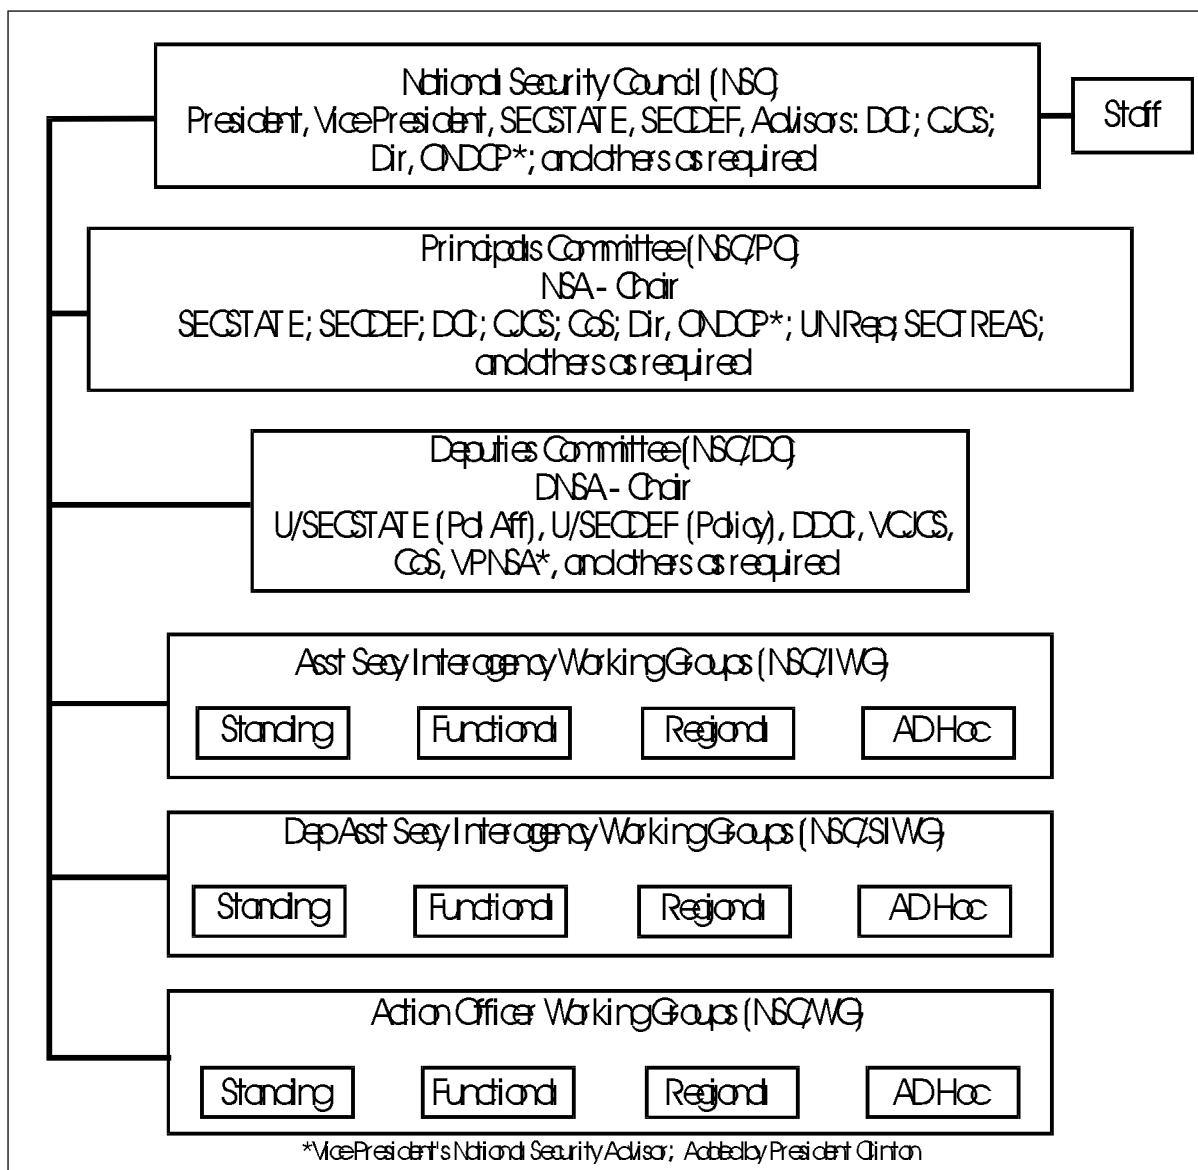 National Security Council (NSC)
President, Vice President, SECSTATE, SECDEF, Advisors: DCI; CJCS;
Dir, ONDCP*; and others as required
Staff
Principals Committee (NSC/PC)
NSA - Chair
SECSTATE; SECDEF; DCI; CJCS; CoS; Dir, ONDCP*; UN Rep; SECTREAS;
and others as required
Deputies Committee (NSC/DC)
DNSA - Chair
U/SECSTATE (Pol Aff), U/SECDEF (Policy), DDCI, VCJCS,
CoS, VPNSA*, and others as required
Asst Secy Interagency Working Groups (NSC/IWG)
Standing Functional Regional AD Hoc
Dep Asst Secy Interagency Working Groups (NSC/SIWG)
Standing Functional Regional AD Hoc
Action Officer Working Groups (NSC/WG)
Standing Functional Regional AD Hoc
*Vice President's National Security Advisor; Added by President Clinton